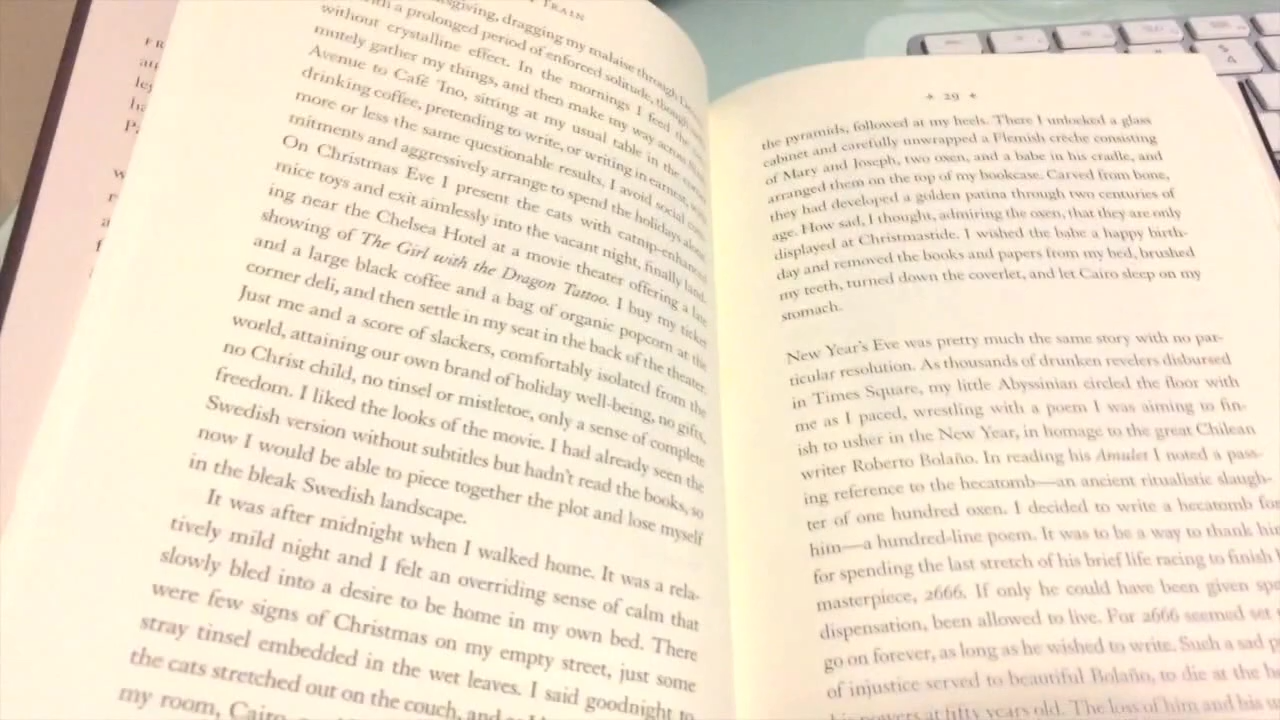 Train
giving, dragging my malaise through
with a prolonged period of enforced solitude, though
without crystalline effect. In the mornings I feed the
mutely gather my things, and then make my way across
Avenue to Café 'Ino, sitting at my usual table in the
drinking coffee, pretending to write, or writing in earnest, with
more or less the same questionable results. I avoid social com-
mitments and aggressively arrange to spend the holidays alone.
On Christmas Eve I present the cats with catnip-enhanced
mice toys and exit aimlessly into the vacant night, finally land-
ing near the Chelsea Hotel at a movie theater offering a late
showing of The Girl with the Dragon Tattoo. I buy my ticket
and a large black coffee and a bag of organic popcorn at the
corner deli, and then settle in my seat in the back of the theater.
Just me and a score of slackers, comfortably isolated from the
world, attaining our own brand of holiday well-being, no gifts,
no Christ child, no tinsel or mistletoe, only a sense of complete
freedom. I liked the looks of the movie. I had already seen the
Swedish version without subtitles but hadn't read the books, so
now I would be able to piece together the plot and lose myself
in the bleak Swedish landscape.
It was after midnight when I walked home. It was a rela-
tively mild night and I felt an overriding sense of calm that
slowly bled into a desire to be home in my own bed. There
were few signs of Christmas on my empty street, just some
stray tinsel embedded in the wet leaves. I said goodnight to
the cats stretched out on the couch, and
my room, Cairo
29
the pyramids, followed at my heels. There I unlocked a glass
cabinet and carefully unwrapped a Flemish crèche consisting
of Mary and Joseph, two oxen, and a babe in his cradle, and
arranged them on the top of my bookcase. Carved from bone,
they had developed a golden patina through two centuries of
age. How sad, I thought, admiring the oxen, that they are only
displayed at Christmastide. I wished the babe a happy birth-
day and removed the books and papers from my bed, brushed
my teeth, turned down the coverlet, and let Cairo sleep on my
stomach.
New Year's Eve was pretty much the same story with no par-
ticular resolution. As thousands of drunken revelers disbursed
in Times Square, my little Abyssinian circled the floor with
me as I paced, wrestling with a poem I was aiming to fin-
ish to usher in the New Year, in homage to the great Chilean
writer Roberto Bolaño. In reading his Amulet I noted a pass-
ing reference to the hecatomb—an ancient ritualistic slaugh-
ter of one hundred oxen. I decided to write a hecatomb for
him—a hundred-line poem. It was to be a way to thank him
for spending the last stretch of his brief life racing to finish
masterpiece, 2666. If only he could have been given
dispensation, been allowed to live. For 2666 seemed set
go on forever, as long as he wished to write. Such a sad
of injustice served to beautiful Bolaño, to die at the
his powers at fifty years old. The loss of him and his